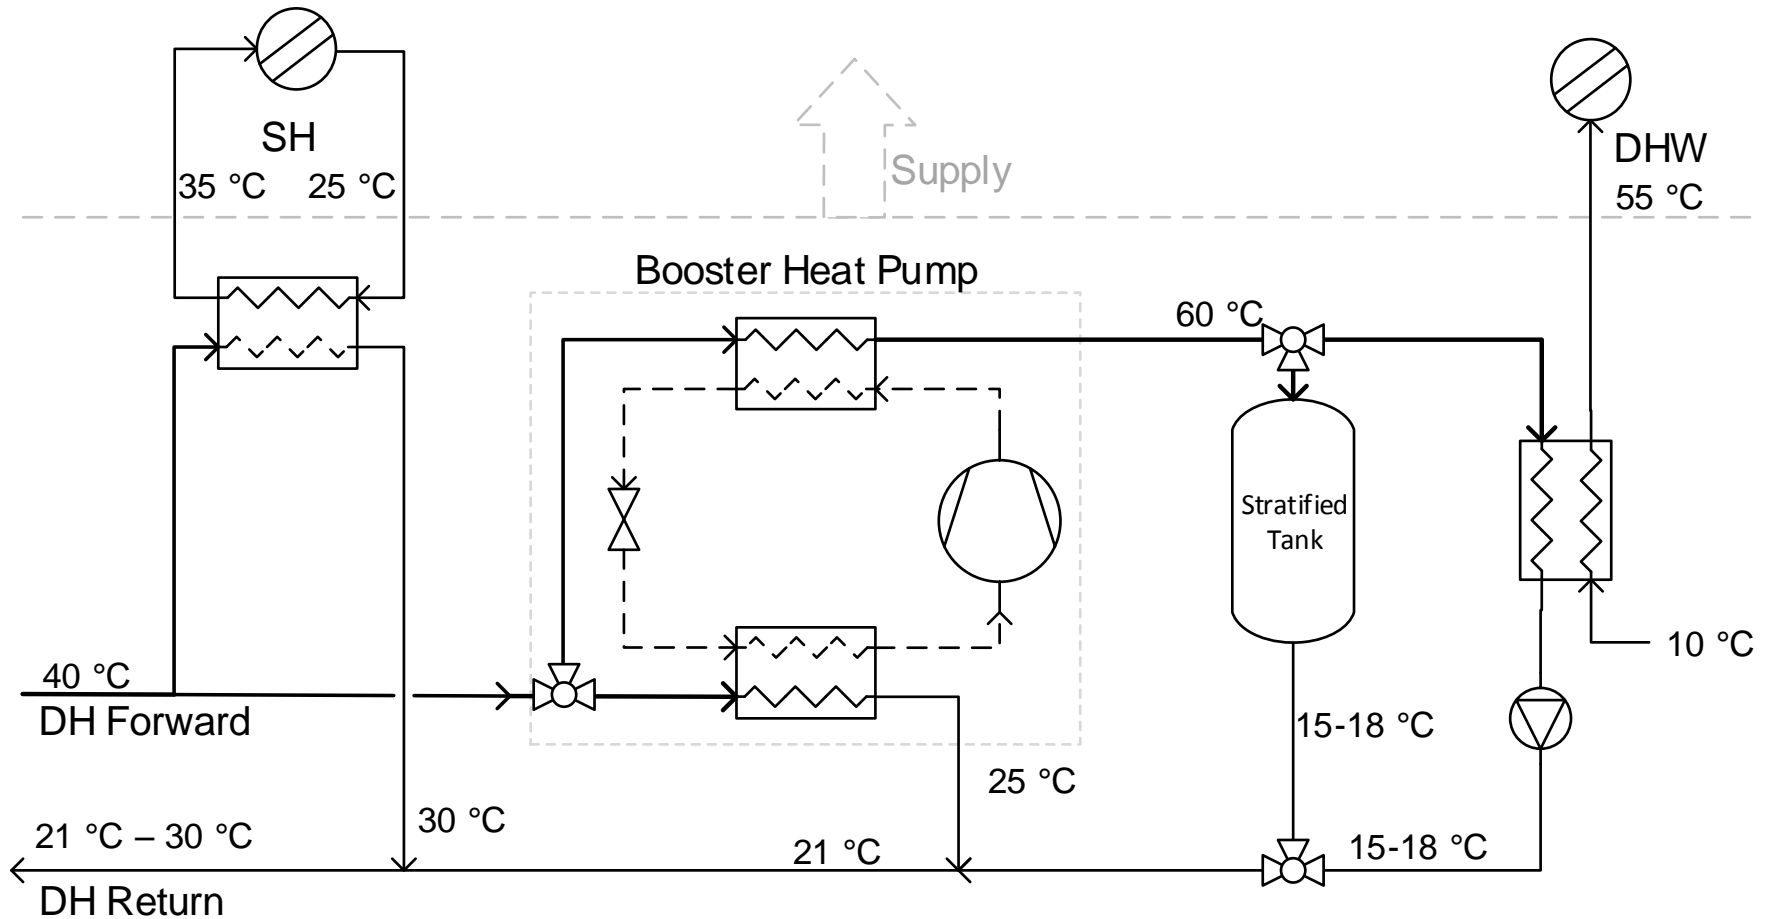 SH
35 °C 25 °C
Supply
DHW
55 °C
Booster Heat Pump
60 °C
Stratified
Tank
10 °C
40 °C
DH Forward
15-18 °C
25 °C
30 °C
21 °C – 30 °C
21 °C
15-18 °C
DH Return